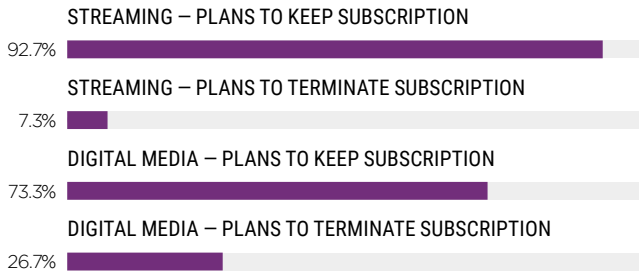 STREAMING — PLANS TO KEEP SUBSCRIPTION
92.7%
STREAMING — PLANS TO TERMINATE SUBSCRIPTION
7.3%
DIGITAL MEDIA — PLANS TO KEEP SUBSCRIPTION
73.3%
DIGITAL MEDIA — PLANS TO TERMINATE SUBSCRIPTION
26.7%